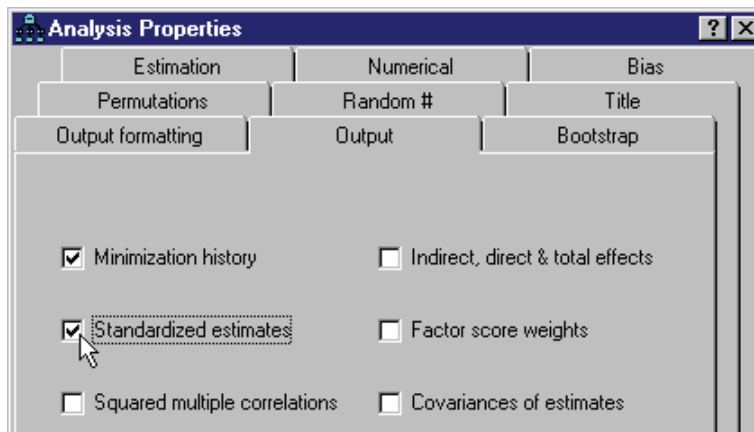 Analysis Properties
Estimation Numerical Bias
Permutations Random # Title
Output formatting Output Bootstrap
Minimization history Indirect, direct & total effects
Standardized estimates Factor score weights
Squared multiple correlations Covariances of estimates